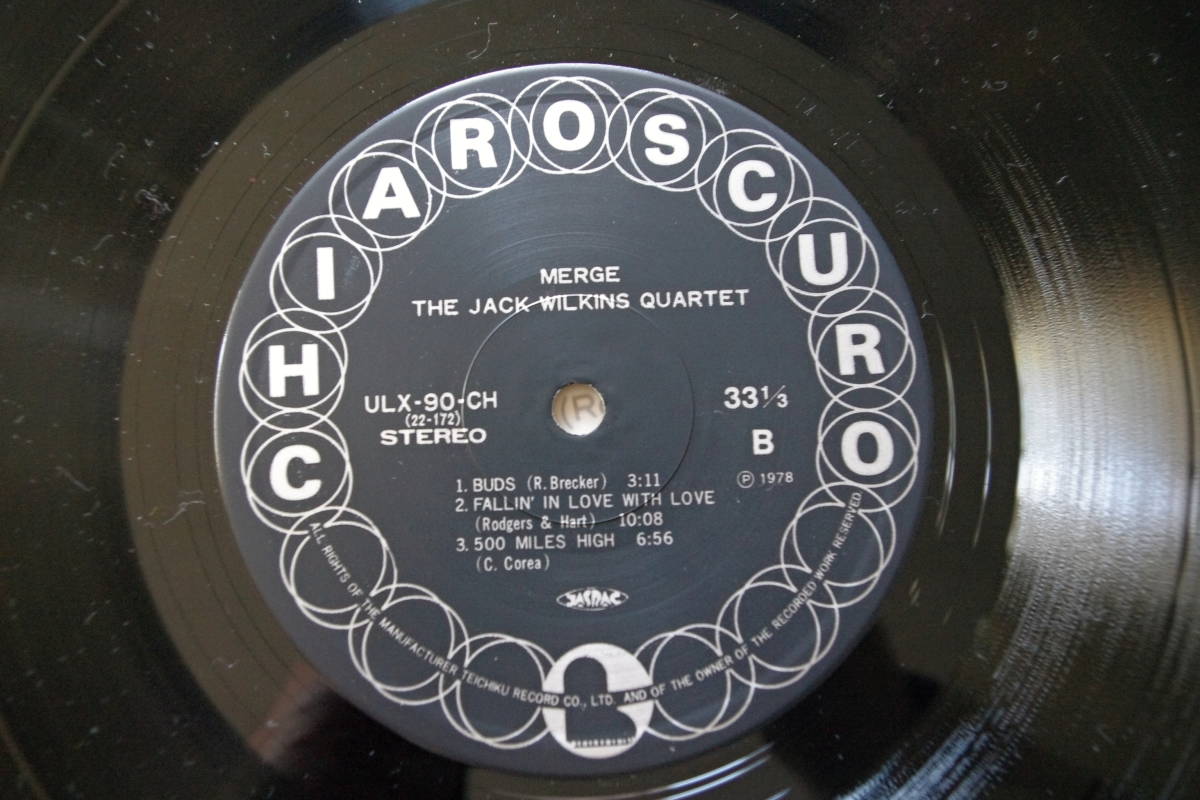 CHIAROSCURO
MERGE
THE JACK WILKINS QUARTET
ULX-90-CH
(22-172)
STEREO
33⅓
B
℗ 1978
1. BUDS (R. Brecker) 3:11
2. FALLIN' IN LOVE WITH LOVE
(Rodgers & Hart) 10:08
3. 500 MILES HIGH 6:56
(C. Corea)
JASRAC
ALL RIGHTS OF THE MANUFACTURER TEICHIKU RECORD CO., LTD. AND OF THE OWNER OF THE RECORDED WORK RESERVED.